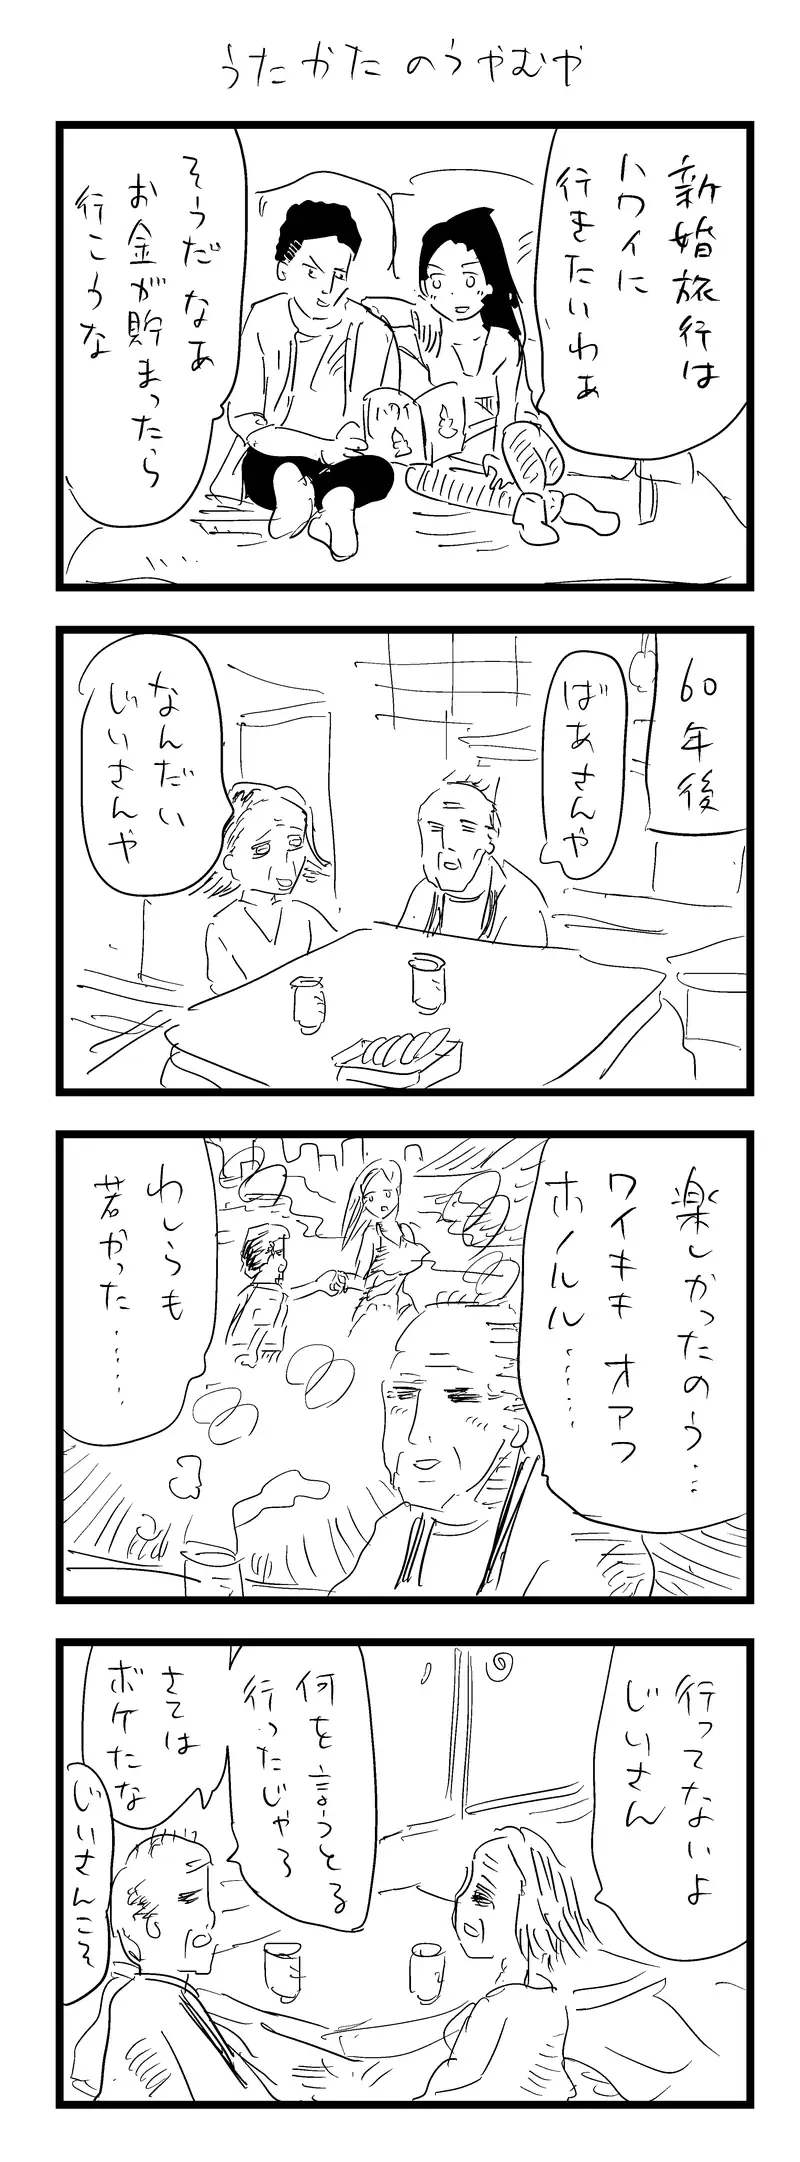 うたかたのうやむや
新婚旅行は
ハワイに
行きたいわぁ
そうだなあ
お金が貯まったら
行こうな
ハワイ
60年後
ばあさんや
なんだい
じいさんや
楽しかったのう…
ワイキキ オアフ
ホノルル……
わしらも
若かった……
行ってないよ
じいさん
何を言うとる
行ったじゃろ
さては
ボケたな
じいさんこそ